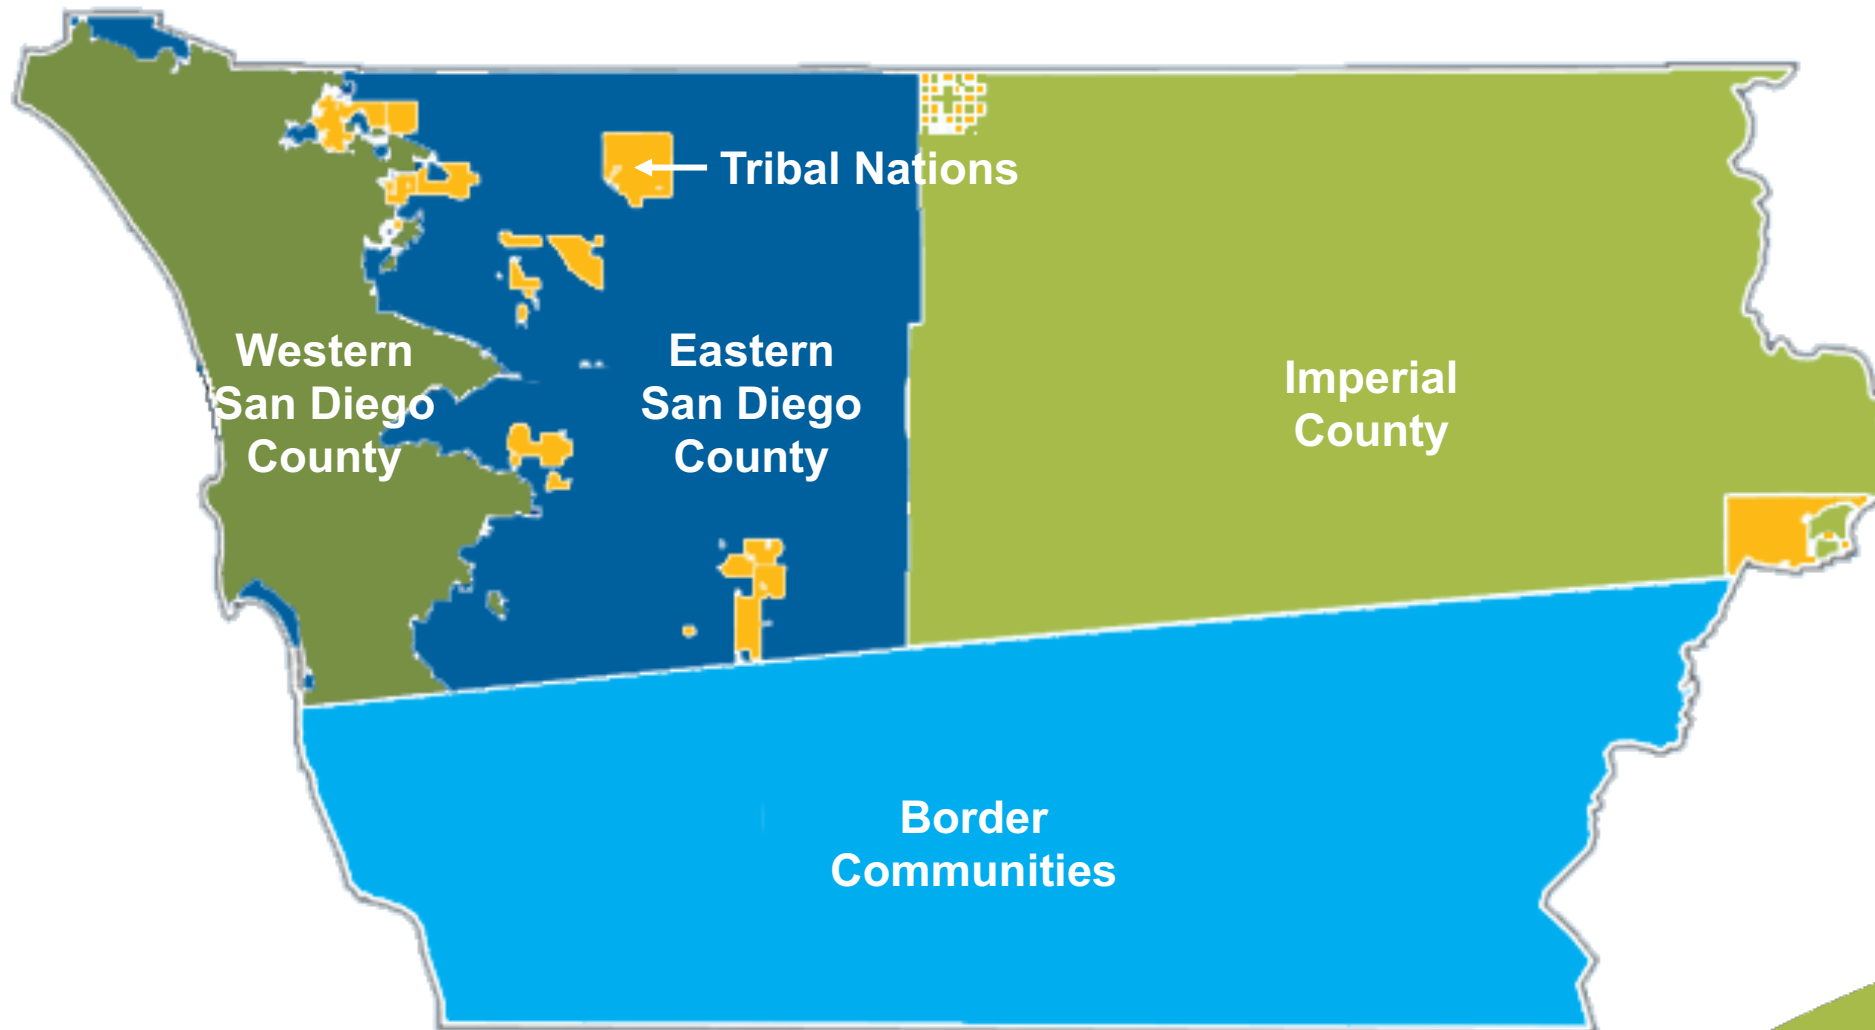 Tribal Nations
Western
San Diego
County
Eastern
San Diego
County
Imperial
County
Border
Communities